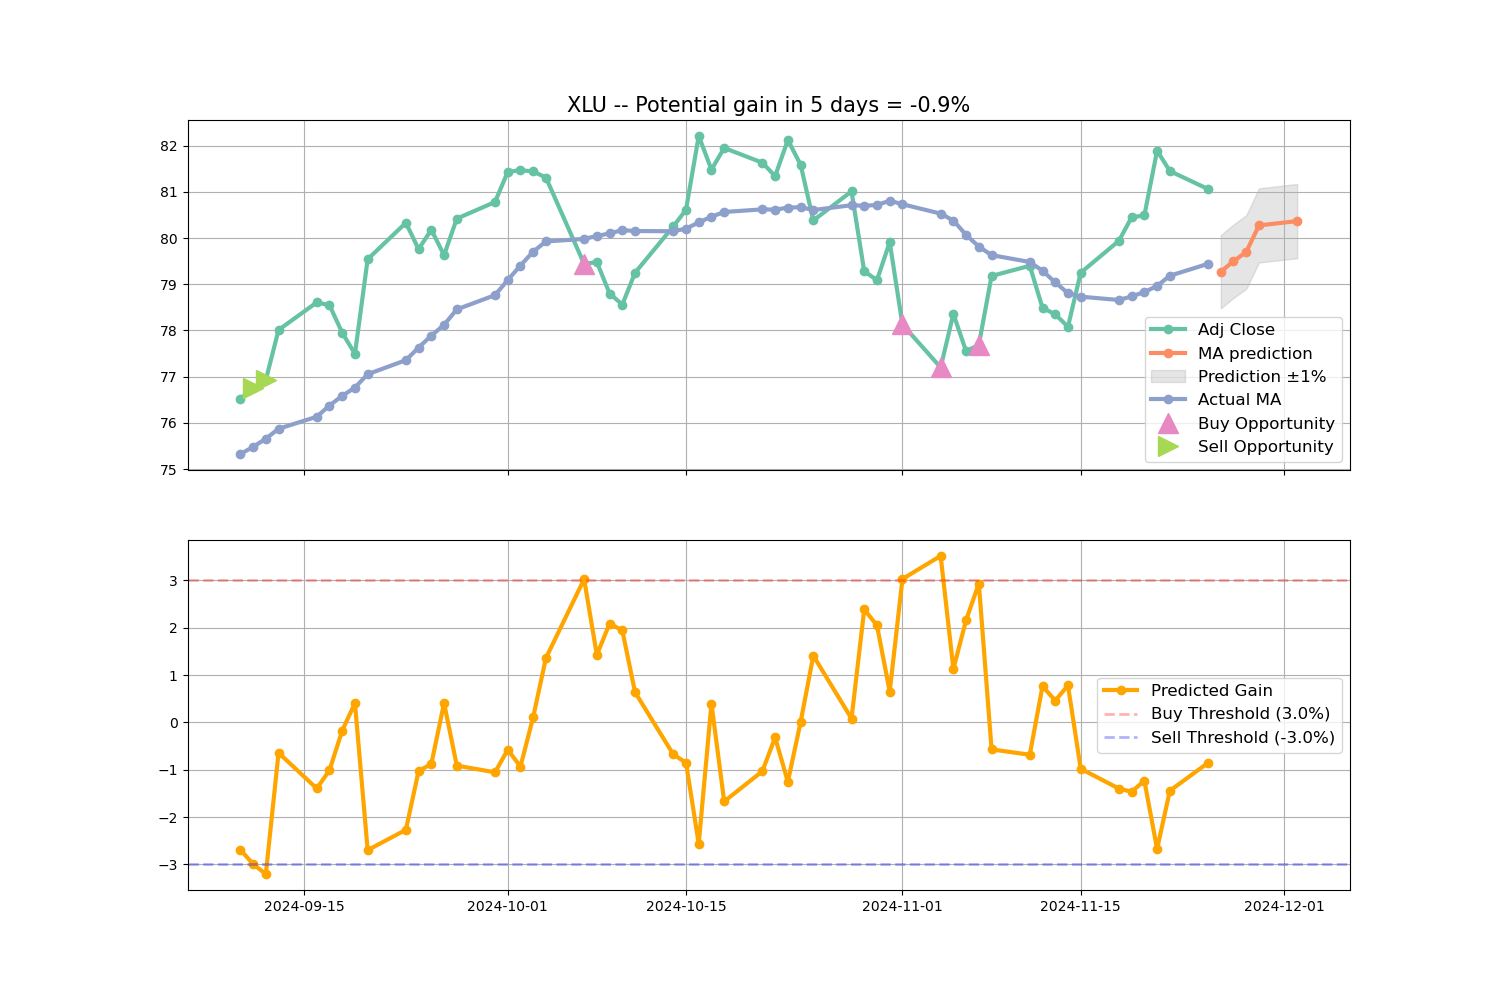 XLU -- Potential gain in 5 days = -0.9%
82
81
80
79
78
77
76
75
Adj Close
MA prediction
Prediction ±1%
Actual MA
Buy Opportunity
Sell Opportunity
3
2
1
0
−1
−2
−3
Predicted Gain
Buy Threshold (3.0%)
Sell Threshold (-3.0%)
2024-09-15
2024-10-01
2024-10-15
2024-11-01
2024-11-15
2024-12-01